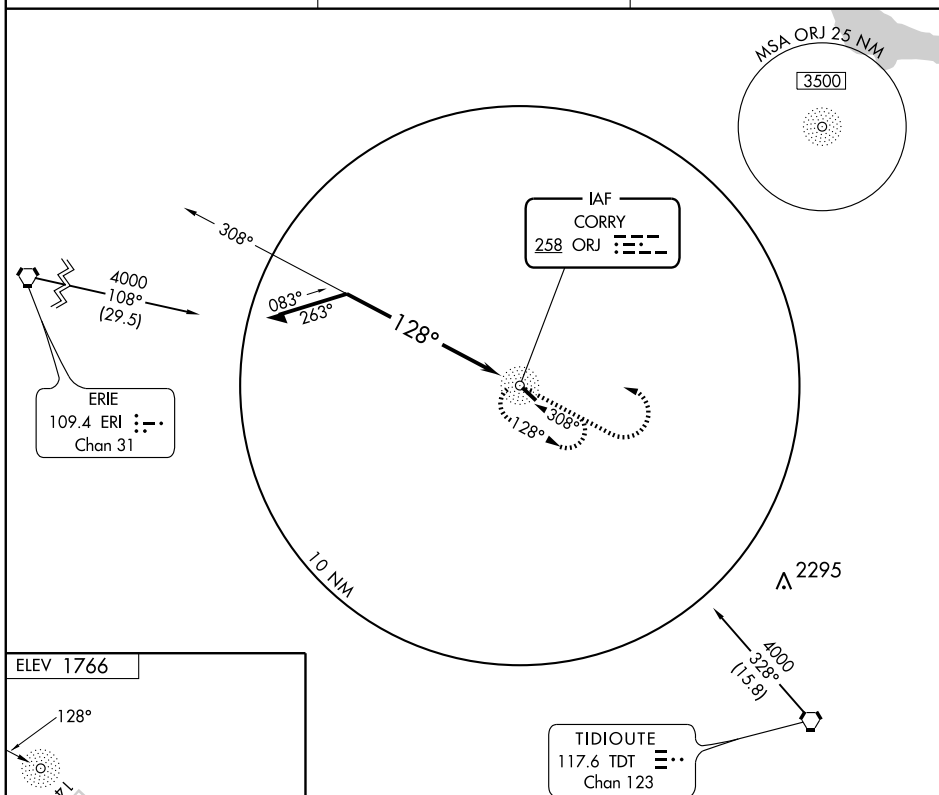 MSA ORJ 25 NM
3500
IAF
CORRY
258 ORJ
308°
4000
108°
(29.5)
083°
263°
128°
ERIE
109.4 ERI
Chan 31
308°
128°
10 NM
2295
4000
328°
(15.8)
ELEV 1766
128°
TIDIOUTE
117.6 TDT
Chan 123